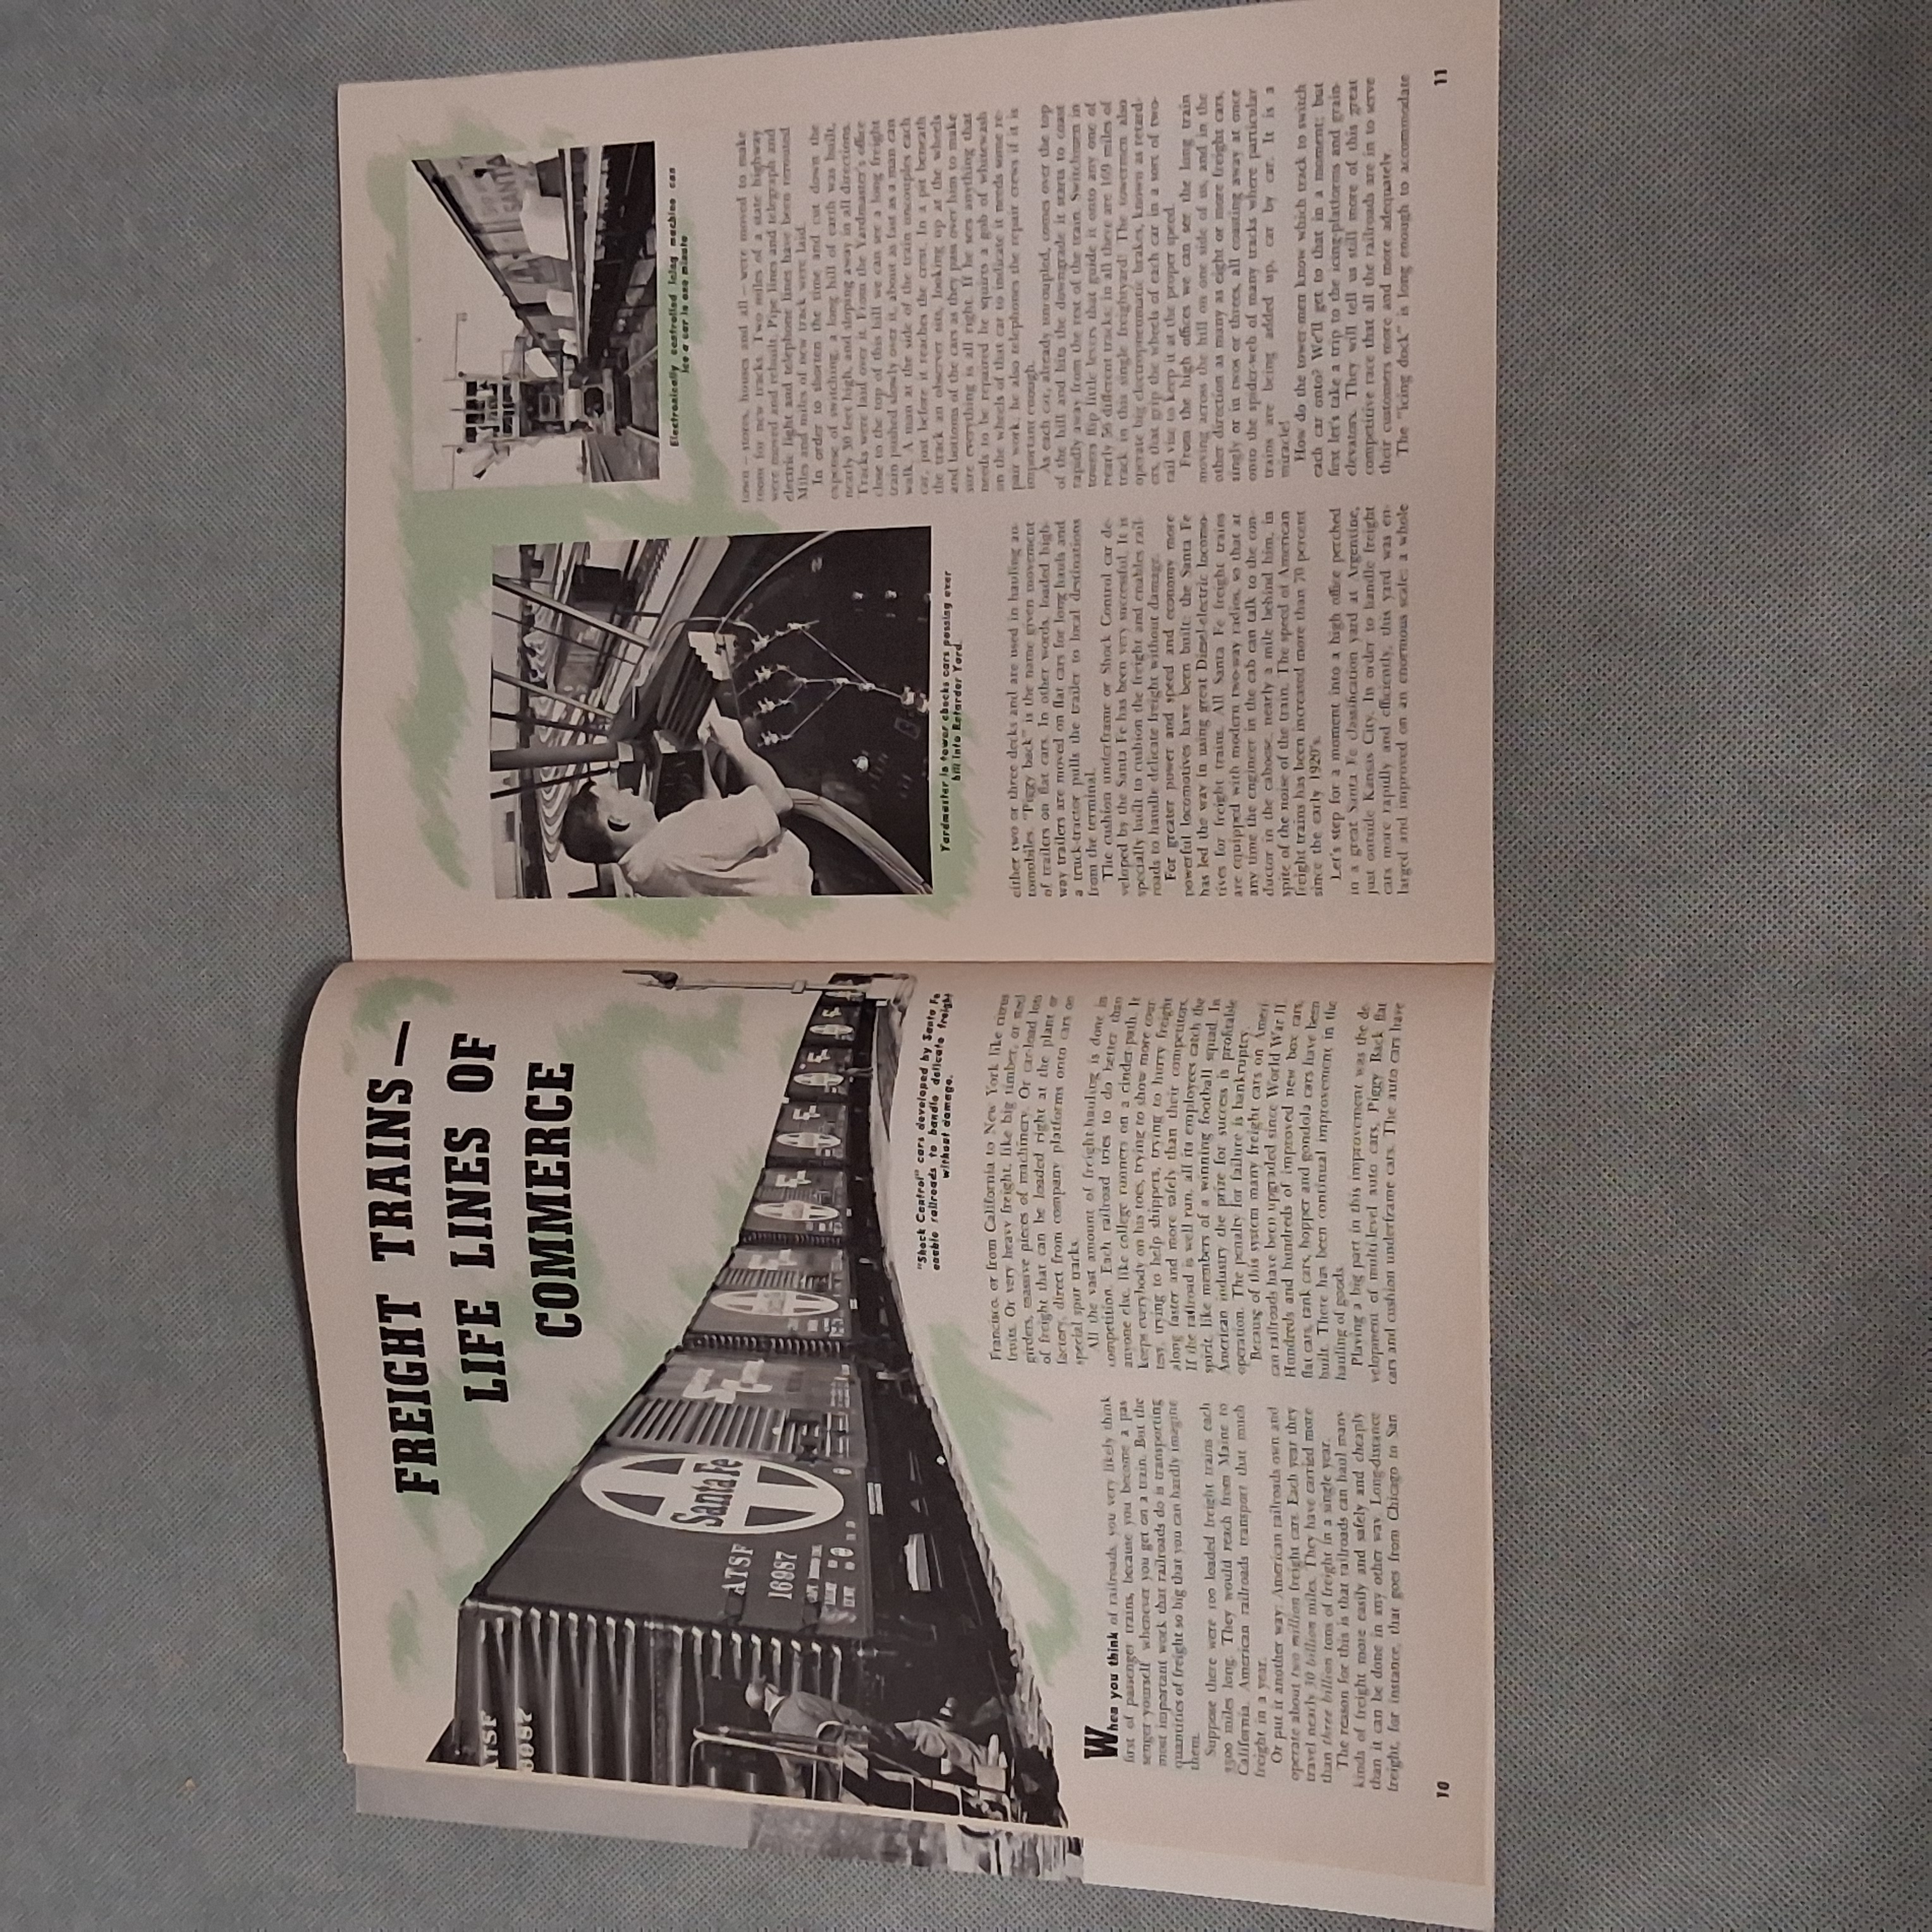 FREIGHT TRAINS—
LIFE LINES OF
COMMERCE
ATSF
16987
Santa Fe
"Shock Control" cars developed by Santa Fe
enable railroads to handle delicate freight
without damage.
When you think of railroads, you very likely think
first of passenger trains, because you become a pas
senger yourself whenever you get on a train. But the
most important work that railroads do is transporting
quantities of freight so big that you can hardly imagine
them.
Suppose there were 100 loaded freight trains each
3500 miles long. They would reach from Maine to
California. American railroads transport that much
freight in a year.
Or put it another way: American railroads own and
operate about two million freight cars. Each year they
travel nearly 30 billion miles. They have carried more
than three billion tons of freight in a single year.
The reason for this is that railroads can haul many
kinds of freight more easily and safely and cheaply
than it can be done in any other way. Long-distance
freight, for instance, that goes from Chicago to San
Francisco, or from California to New York like citrus
fruits. Or very heavy freight, like big timber, or steel
girders, massive pieces of machinery. Or car-load lots
of freight that can be loaded right at the plant or
factory, direct from company platforms onto cars on
special spur tracks.
All the vast amount of freight hauling is done in
competition. Each railroad tries to do better than
anyone else, like college runners on a cinder path. It
keeps everybody on his toes, trying to show more cour-
tesy, trying to help shippers, trying to hurry freight
along faster and more safely than their competitors.
If the railroad is well run, all its employees catch the
spirit, like members of a winning football squad. In
American industry the prize for success is profitable
operation. The penalty for failure is bankruptcy.
Because of this system many freight cars on Ameri
can railroads have been upgraded since World War II.
Hundreds and hundreds of improved new box cars,
flat cars, tank cars, hopper and gondola cars have been
built. There has been continual improvement in the
hauling of goods.
Playing a big part in this improvement was the de-
velopment of multi-level auto cars, Piggy Back flat
cars and cushion underframe cars. The auto cars have
10
Yardmaster in tower checks cars passing over
hill into Retarder Yard.
Electronically controlled icing machine can
ice a car in one minute
either two or three decks and are used in hauling au-
tomobiles. "Piggy back" is the name given movement
of trailers on flat cars. In other words, loaded high-
way trailers are moved on flat cars for long hauls and
a truck-tractor pulls the trailer to local destinations
from the terminal.
The cushion underframe or Shock Control car de-
veloped by the Santa Fe has been very successful. It is
specially built to cushion the freight and enables rail-
roads to handle delicate freight without damage.
For greater power and speed and economy more
powerful locomotives have been built; the Santa Fe
has led the way in using great Diesel-electric locomo-
tives for freight trains. All Santa Fe freight trains
are equipped with modern two-way radios, so that at
any time the engineer in the cab can talk to the con-
ductor in the caboose, nearly a mile behind him, in
spite of the noise of the train. The speed of American
freight trains has been increased more than 70 percent
since the early 1920's.
Let's step for a moment into a high office perched
in a great Santa Fe classification yard at Argentine,
just outside Kansas City. In order to handle freight
cars more rapidly and efficiently, this yard was en-
larged and improved on an enormous scale; a whole
town—stores, houses and all—were moved to make
room for new tracks. Two miles of a state highway
were moved and rebuilt. Pipe lines and telegraph and
electric light and telephone lines have been rerouted
Miles and miles of new track were laid.
In order to shorten the time and cut down the
expense of switching, a long hill of earth was built,
nearly 30 feet high, and sloping away in all directions.
Tracks were laid over it. From the Yardmaster's office
close to the top of this hill we can see a long freight
train pushed slowly over it, about as fast as a man can
walk. A man at the side of the train uncouples each
car, just before it reaches the crest. In a pit beneath
the track an observer sits, looking up at the wheels
and bottoms of the cars as they pass over him to make
sure everything is all right. If he sees anything that
needs to be repaired he squirts a gob of whitewash
on the wheels of that car to indicate it needs some re-
pair work; he also telephones the repair crews if it is
important enough.
As each car, already uncoupled, comes over the top
of the hill and hits the downgrade it starts to coast
rapidly away from the rest of the train. Switchmen in
towers flip little levers that guide it onto any one of
nearly 56 different tracks; in all there are 160 miles of
track in this single freightyard! The towermen also
operate big electropneumatic brakes, known as retard-
ers, that grip the wheels of each car in a sort of two-
rail vise to keep it at the proper speed.
From the high offices we can see the long train
moving across the hill on one side of us, and in the
other direction as many as eight or more freight cars,
singly or in twos or threes, all coasting away at once
onto the spider-web of many tracks where particular
trains are being added up, car by car. It is a
miracle!
How do the tower-men know which track to switch
each car onto? We'll get to that in a moment; but
first let's take a trip to the icing-platforms and grain-
elevators. They will tell us still more of this great
competitive race that all the railroads are in to serve
their customers more and more adequately.
The "icing dock" is long enough to accommodate
11